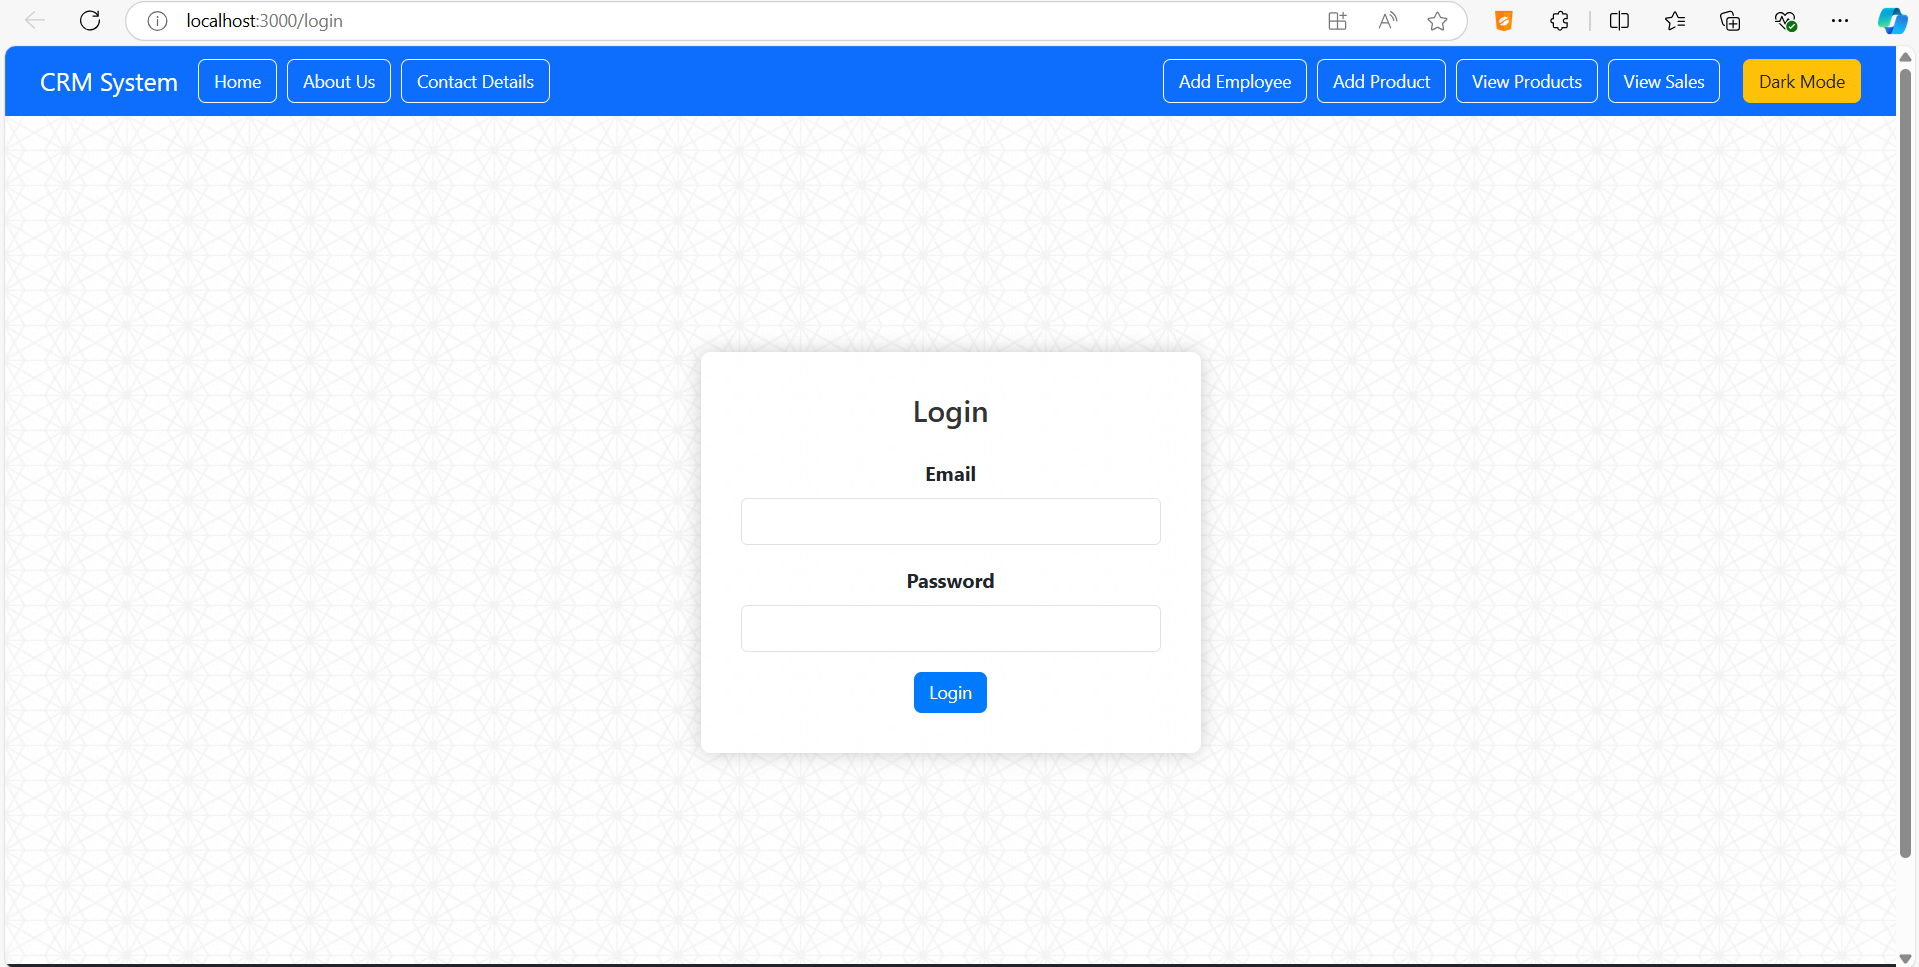 localhost:3000/login
CRM System Home About Us Contact Details Add Employee Add Product View Products View Sales Dark Mode
Login
Email
Password
Login